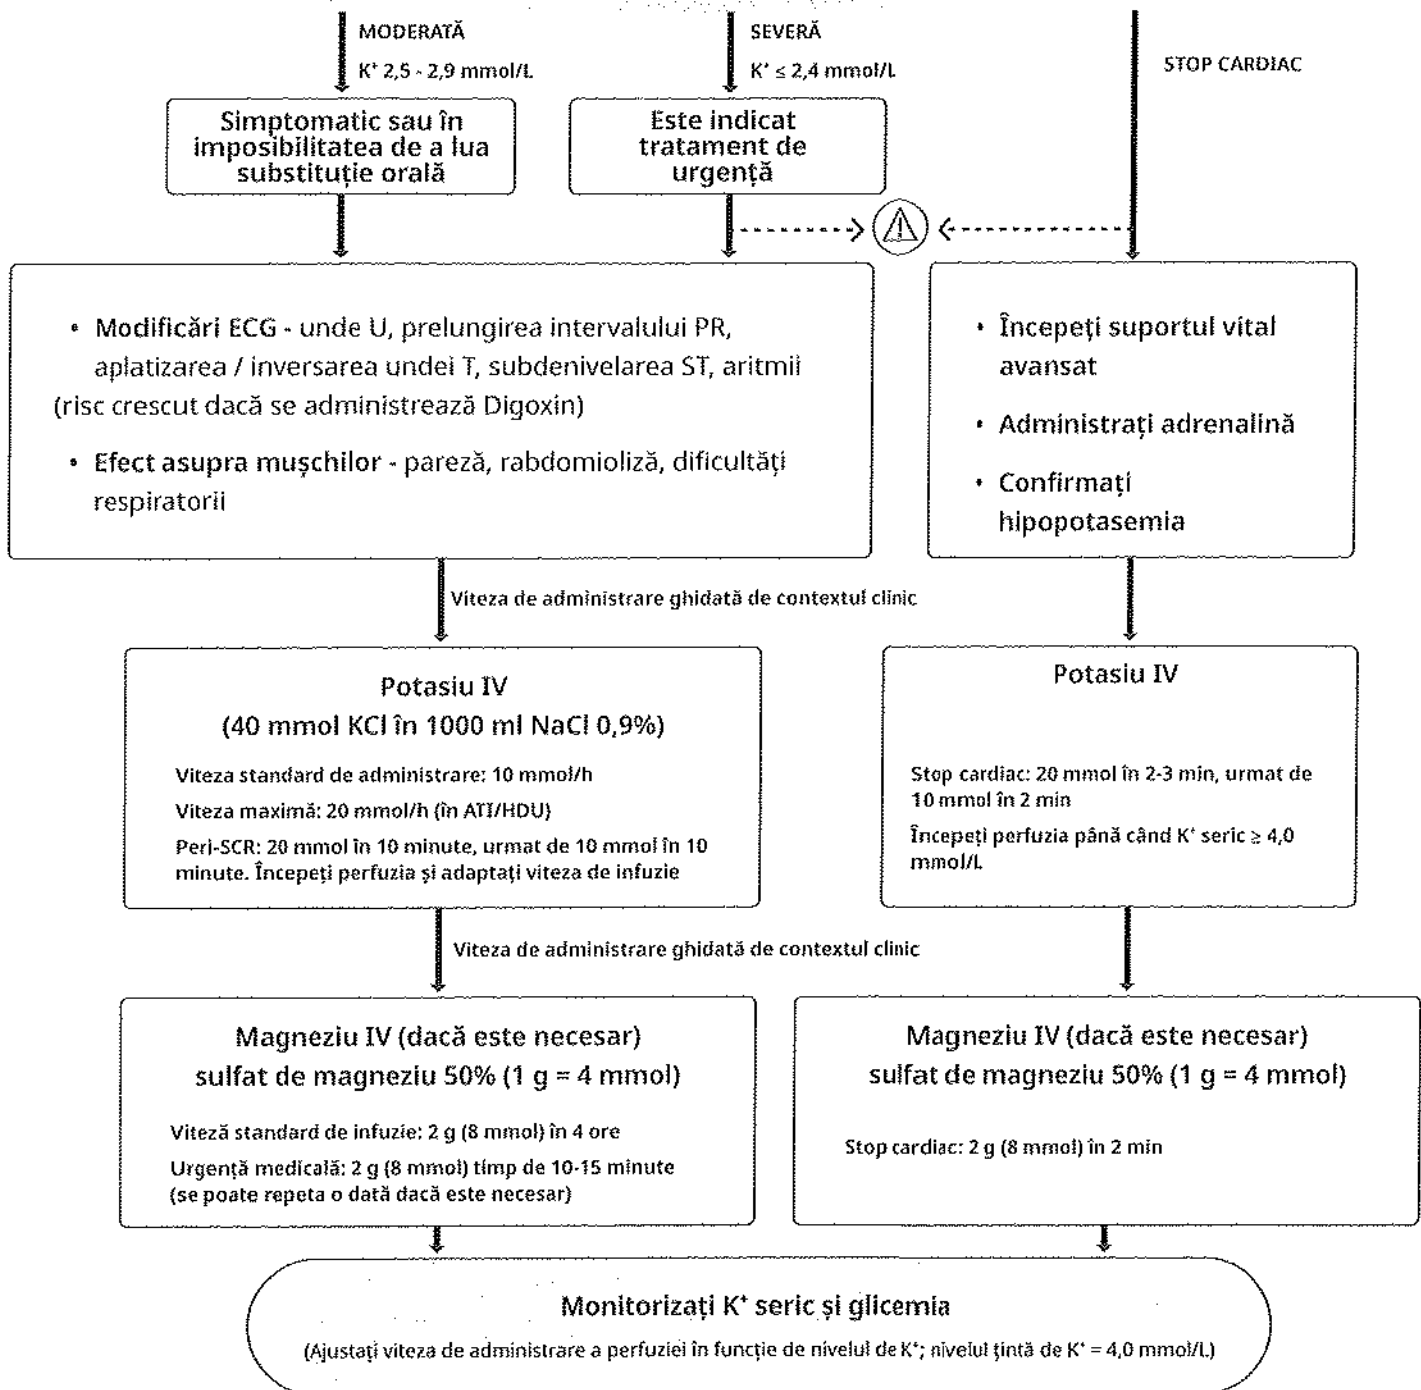 MODERATĂ
K⁺ 2,5 - 2,9 mmol/L
SEVERĂ
K⁺ ≤ 2,4 mmol/L
STOP CARDIAC
Simptomatic sau în
imposibilitatea de a lua
substituție orală
Este indicat
tratament de
urgență
• Modificări ECG - unde U, prelungirea intervalului PR,
aplatizarea / inversarea undei T, subdenivelarea ST, aritmii
(risc crescut dacă se administrează Digoxin)
• Efect asupra mușchilor - pareză, rabdomioliză, dificultăți
respiratorii
• Începeți suportul vital
avansat
• Administrați adrenalină
• Confirmați
hipopotasemia
Viteza de administrare ghidată de contextul clinic
Potasiu IV
(40 mmol KCl în 1000 ml NaCl 0,9%)
Viteza standard de administrare: 10 mmol/h
Viteza maximă: 20 mmol/h (în ATI/HDU)
Peri-SCR: 20 mmol în 10 minute, urmat de 10 mmol în 10
minute. Începeți perfuzia și adaptați viteza de infuzie
Potasiu IV
Stop cardiac: 20 mmol în 2-3 min, urmat de
10 mmol în 2 min
Începeți perfuzia până când K⁺ seric ≥ 4,0
mmol/L
Viteza de administrare ghidată de contextul clinic
Magneziu IV (dacă este necesar)
sulfat de magneziu 50% (1 g = 4 mmol)
Viteză standard de infuzie: 2 g (8 mmol) în 4 ore
Urgență medicală: 2 g (8 mmol) timp de 10-15 minute
(se poate repeta o dată dacă este necesar)
Magneziu IV (dacă este necesar)
sulfat de magneziu 50% (1 g = 4 mmol)
Stop cardiac: 2 g (8 mmol) în 2 min
Monitorizați K⁺ seric și glicemia
(Ajustați viteza de administrare a perfuziei în funcție de nivelul de K⁺; nivelul țintă de K⁺ = 4,0 mmol/L)